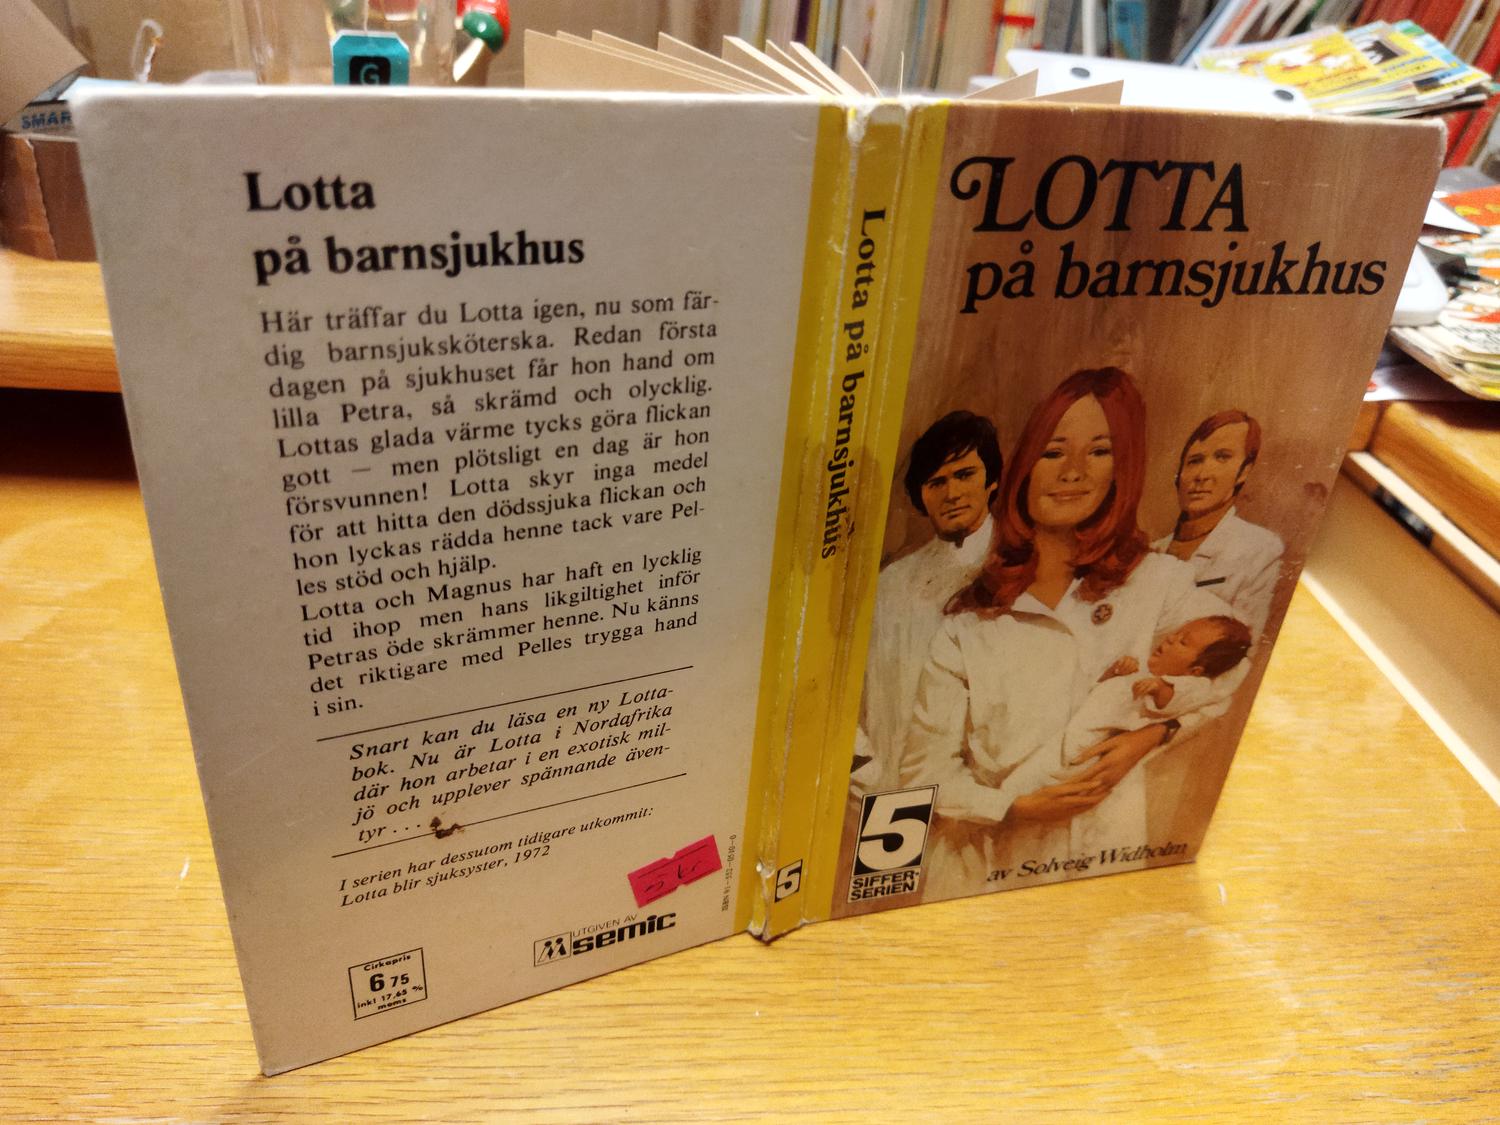 Lotta
på barnsjukhus
Här träffar du Lotta igen, nu som fär-
dig barnsjuksköterska. Redan första
dagen på sjukhuset får hon hand om
lilla Petra, så skrämd och olycklig.
Lottas glada värme tycks göra flickan
gott — men plötsligt en dag är hon
försvunnen! Lotta skyr inga medel
för att hitta den dödssjuka flickan och
hon lyckas rädda henne tack vare Pel-
les stöd och hjälp.
Lotta och Magnus har haft en lycklig
tid ihop men hans likgiltighet inför
Petras öde skrämmer henne. Nu känns
det riktigare med Pelles trygga hand
i sin.
Snart kan du läsa en ny Lotta-
bok. Nu är Lotta i Nordafrika
där hon arbetar i en exotisk mil-
jö och upplever spännande även-
tyr . . .
I serien har dessutom tidigare utkommit:
Lotta blir sjuksyster, 1972
5 kr
UTGIVEN AV
semic
Cirkapris
6 75
inkl 17,65 %
moms
Lotta på barnsjukhus
5
LOTTA
på barnsjukhus
5
SIFFER-
SERIEN
av Solveig Widholm
G
SMAR